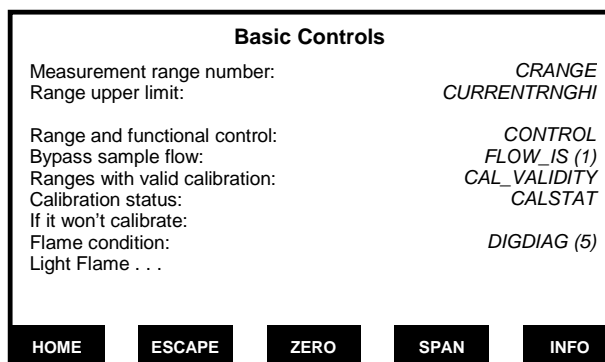 Basic Controls
Measurement range number: CRANGE
Range upper limit: CURRENTRNGHI
Range and functional control: CONTROL
Bypass sample flow: FLOW_IS (1)
Ranges with valid calibration: CAL_VALIDITY
Calibration status: CALSTAT
If it won't calibrate:
Flame condition: DIGDIAG (5)
Light Flame . . .
HOME ESCAPE ZERO SPAN INFO